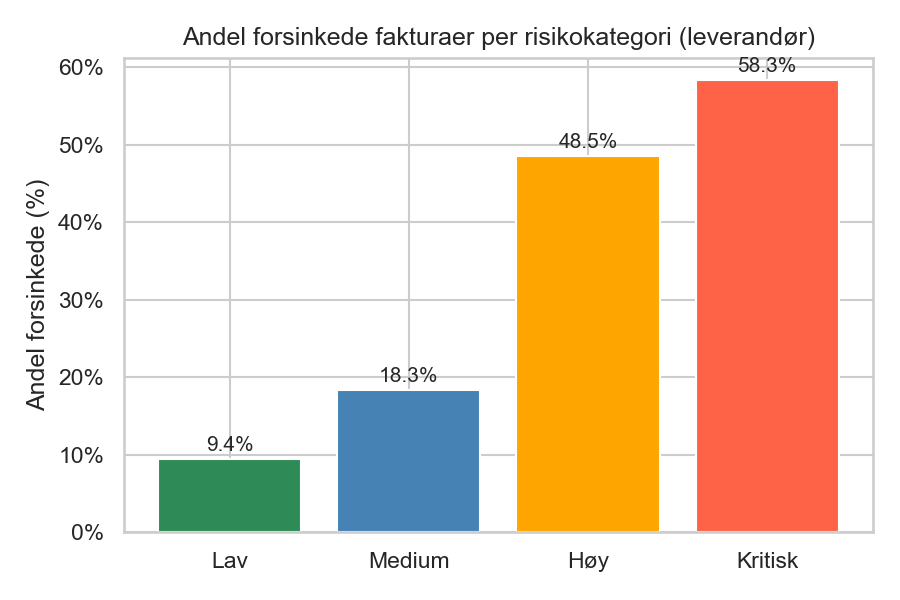 Andel forsinkede fakturaer per risikokategori (leverandør)
Andel forsinkede (%)
60%
50%
40%
30%
20%
10%
0%
9.4%
18.3%
48.5%
58.3%
Lav
Medium
Høy
Kritisk